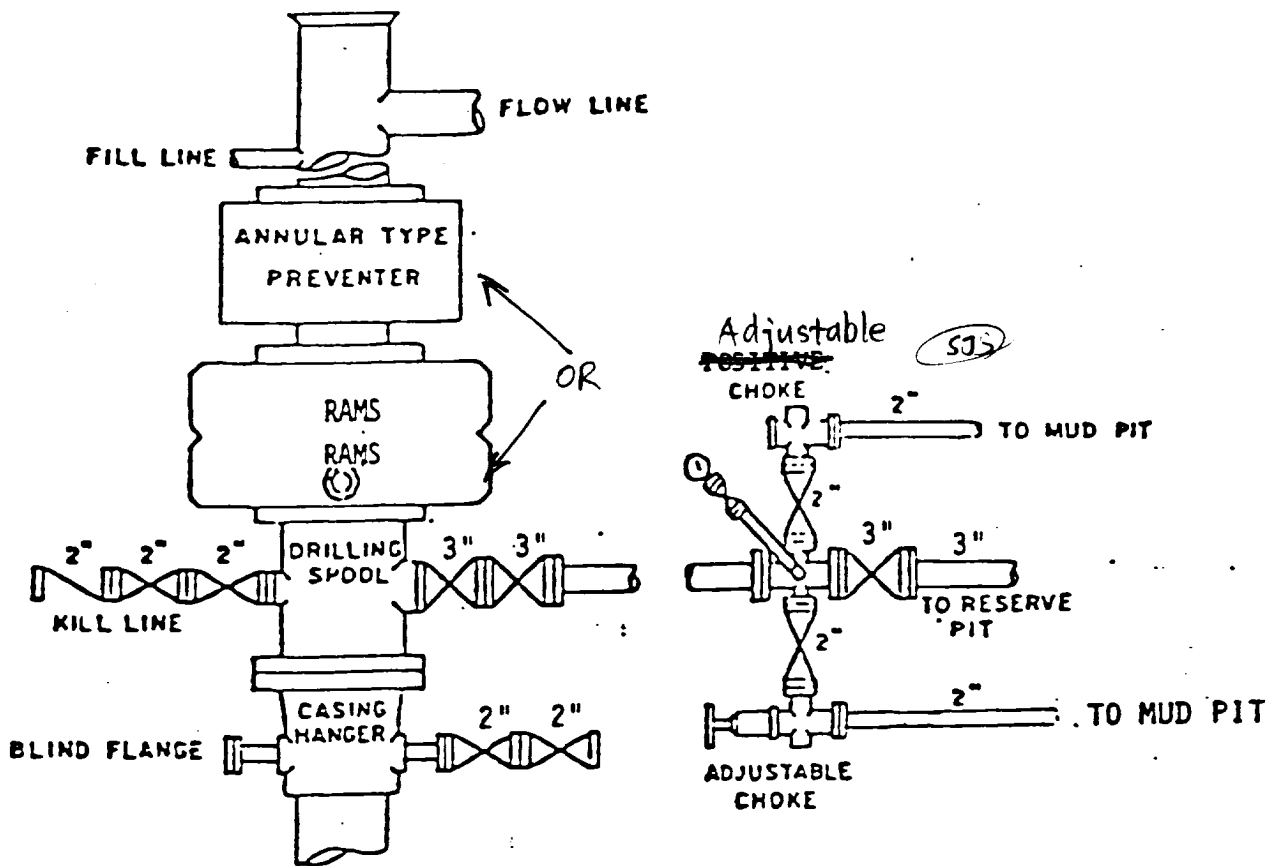 FLOW LINE
FILL LINE
ANNULAR TYPE
PREVENTER
OR
RAMS
RAMS
2" 2" 2"
DRILLING
SPOOL
3" 3"
KILL LINE
CASING
HANGER
2" 2"
BLIND FLANGE
Adjustable
POSITIVE
CHOKE
SJS
2"
TO MUD PIT
2"
3" 3"
TO RESERVE
PIT
2"
2"
TO MUD PIT
ADJUSTABLE
CHOKE